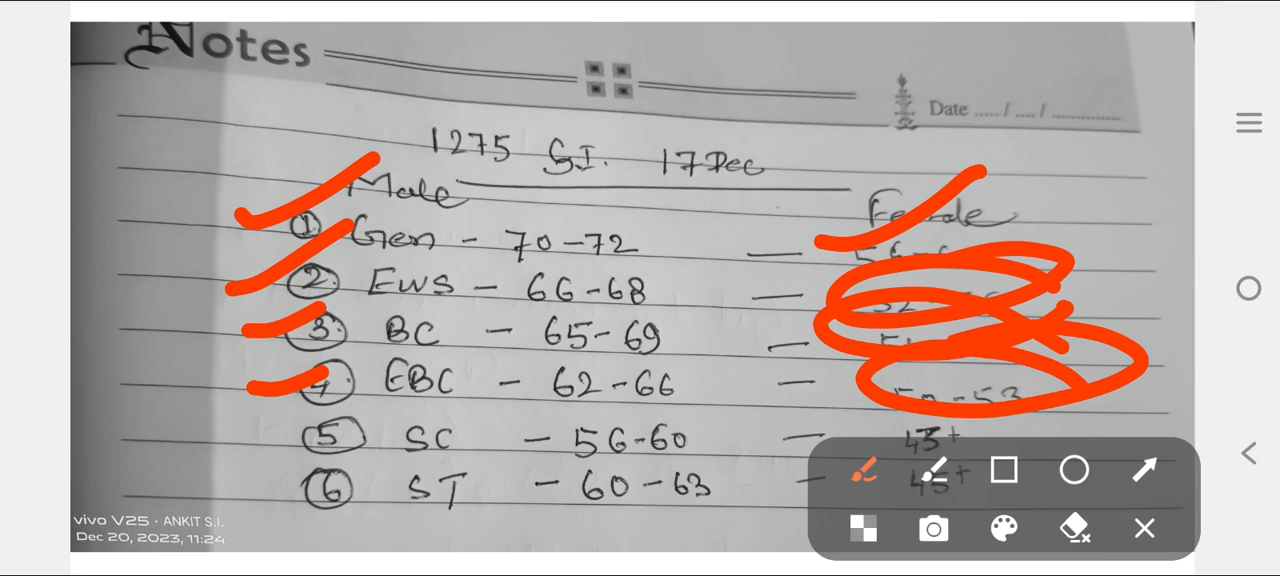 Notes
Date ...../...../..............
1275 S.I. 17 Dec
Male Female
① Gen - 70-72 —
② EWS - 66-68 —
③ BC - 65-69 —
④ EBC - 62-66 — 50-53
⑤ SC - 56-60 — 43+
⑥ ST - 60-63 - 45+
vivo V25 · ANKIT S.I.
Dec 20, 2023, 11:24